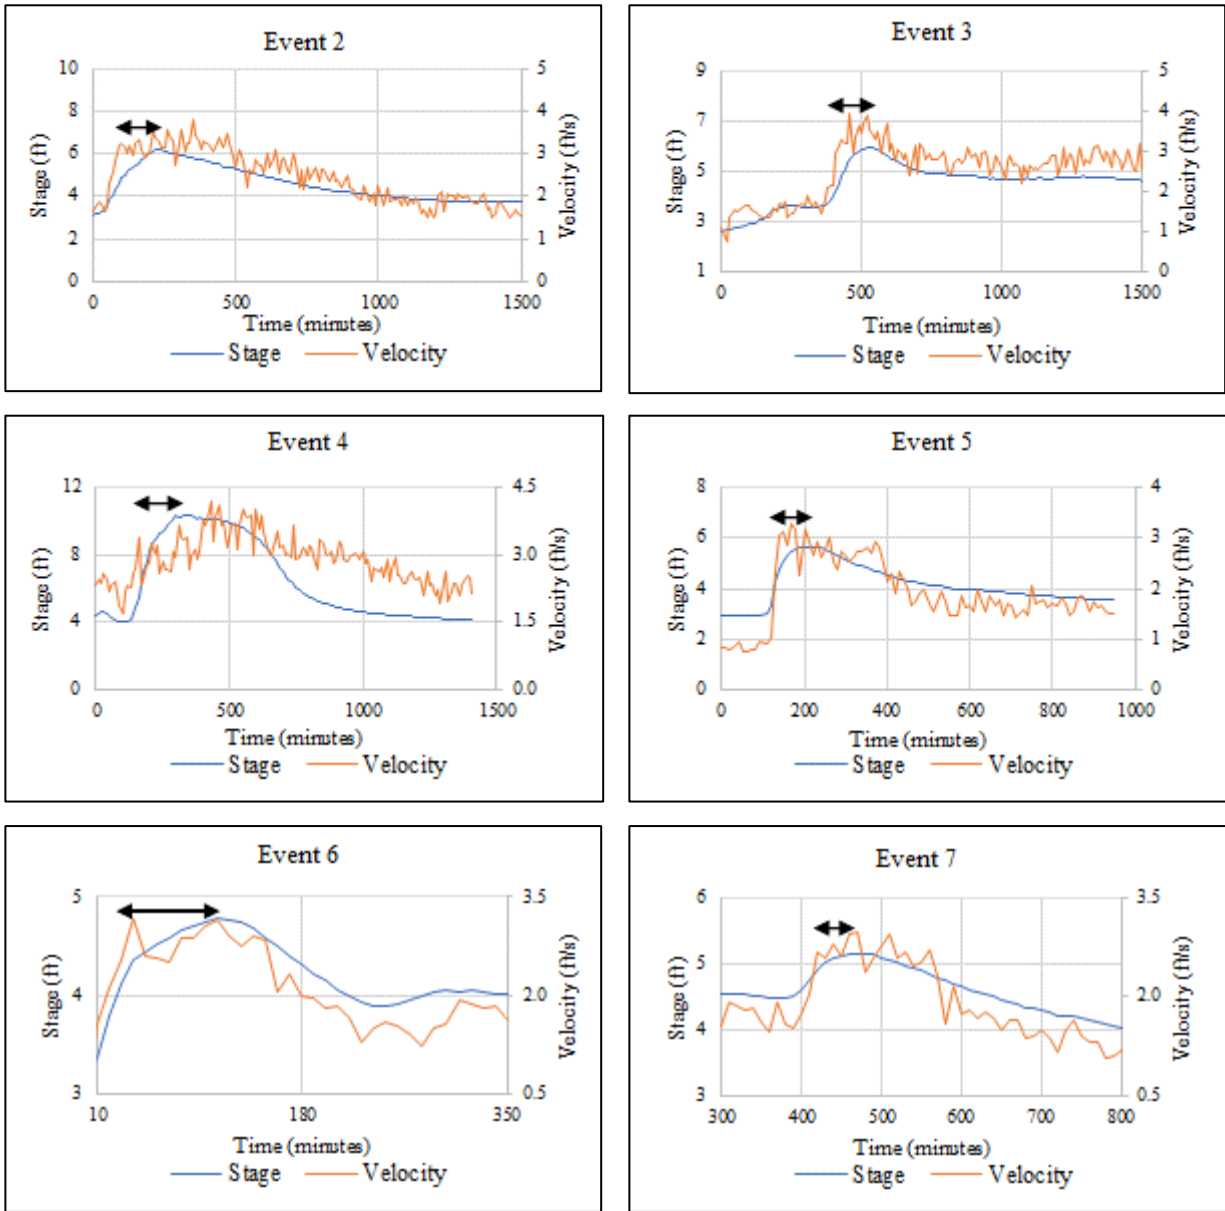 Event 2
10
8
6
4
2
0
5
4
3
2
1
0
0 500 1000 1500
Stage (ft)
Velocity (ft/s)
Time (minutes)
Stage Velocity
Event 3
9
7
5
3
1
5
4
3
2
1
0
0 500 1000 1500
Stage (ft)
Velocity (ft/s)
Time (minutes)
Stage Velocity
Event 4
12
8
4
0
4.5
3.0
1.5
0.0
0 500 1000 1500
Stage (ft)
Velocity (ft/s)
Time (minutes)
Stage Velocity
Event 5
8
6
4
2
0
4
3
2
1
0
0 200 400 600 800 1000
Stage (ft)
Velocity (ft/s)
Time (minutes)
Stage Velocity
Event 6
5
4
3
3.5
2.0
0.5
10 180 350
Stage (ft)
Velocity (ft/s)
Time (minutes)
Stage Velocity
Event 7
6
5
4
3
3.5
2.0
0.5
300 400 500 600 700 800
Stage (ft)
Velocity (ft/s)
Time (minutes)
Stage Velocity